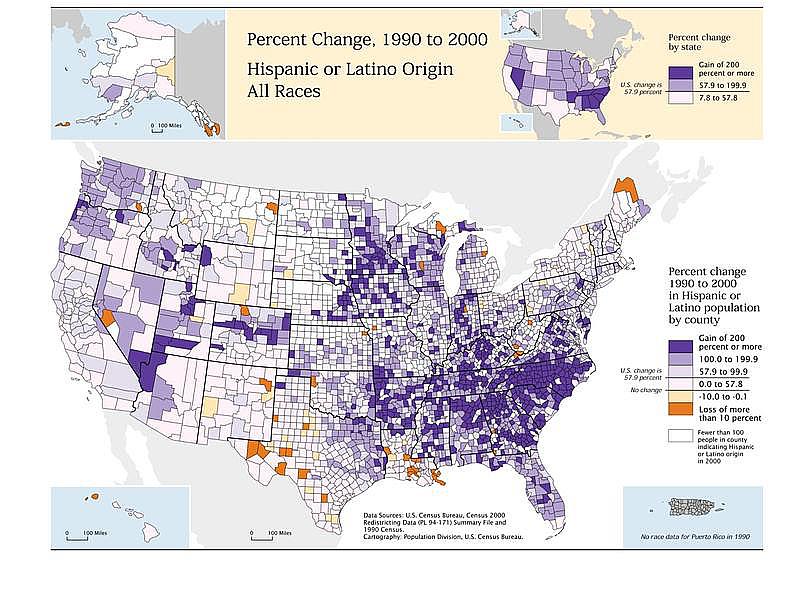 Percent Change, 1990 to 2000
Hispanic or Latino Origin
All Races
0 100 Miles
Percent change
by state
Gain of 200
percent or more
U.S. change is
57.9 percent
57.9 to 199.9
7.8 to 57.8
Percent change
1990 to 2000
in Hispanic or
Latino population
by county
Gain of 200
percent or more
100.0 to 199.9
U.S. change is
57.9 percent
57.9 to 99.9
0.0 to 57.8
No change
-10.0 to -0.1
Loss of more
than 10 percent
Fewer than 100
people in county
indicating Hispanic
or Latino origin
in 2000
0 100 Miles
0 100 Miles
Data Sources: U.S. Census Bureau, Census 2000
Redistricting Data (PL 94-171) Summary File and
1990 Census.
Cartography: Population Division, U.S. Census Bureau.
No race data for Puerto Rico in 1990